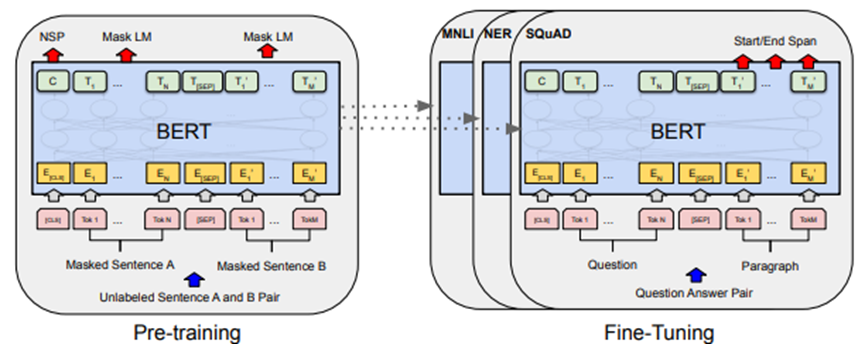 NSP Mask LM Mask LM
C T1 ... TN T[SEP] T1' ... TM'
BERT
E[CLS] E1 ... EN E[SEP] E1' ... EM'
[CLS] Tok 1 ... Tok N [SEP] Tok 1 ... TokM
Masked Sentence A Masked Sentence B
Unlabeled Sentence A and B Pair
Pre-training
MNLI NER SQuAD
Start/End Span
C T1 ... TN T[SEP] T1' ... TM'
BERT
E[CLS] E1 ... EN E[SEP] E1' ... EM'
[CLS] Tok 1 ... Tok N [SEP] Tok 1 ... TokM
Question Paragraph
Question Answer Pair
Fine-Tuning